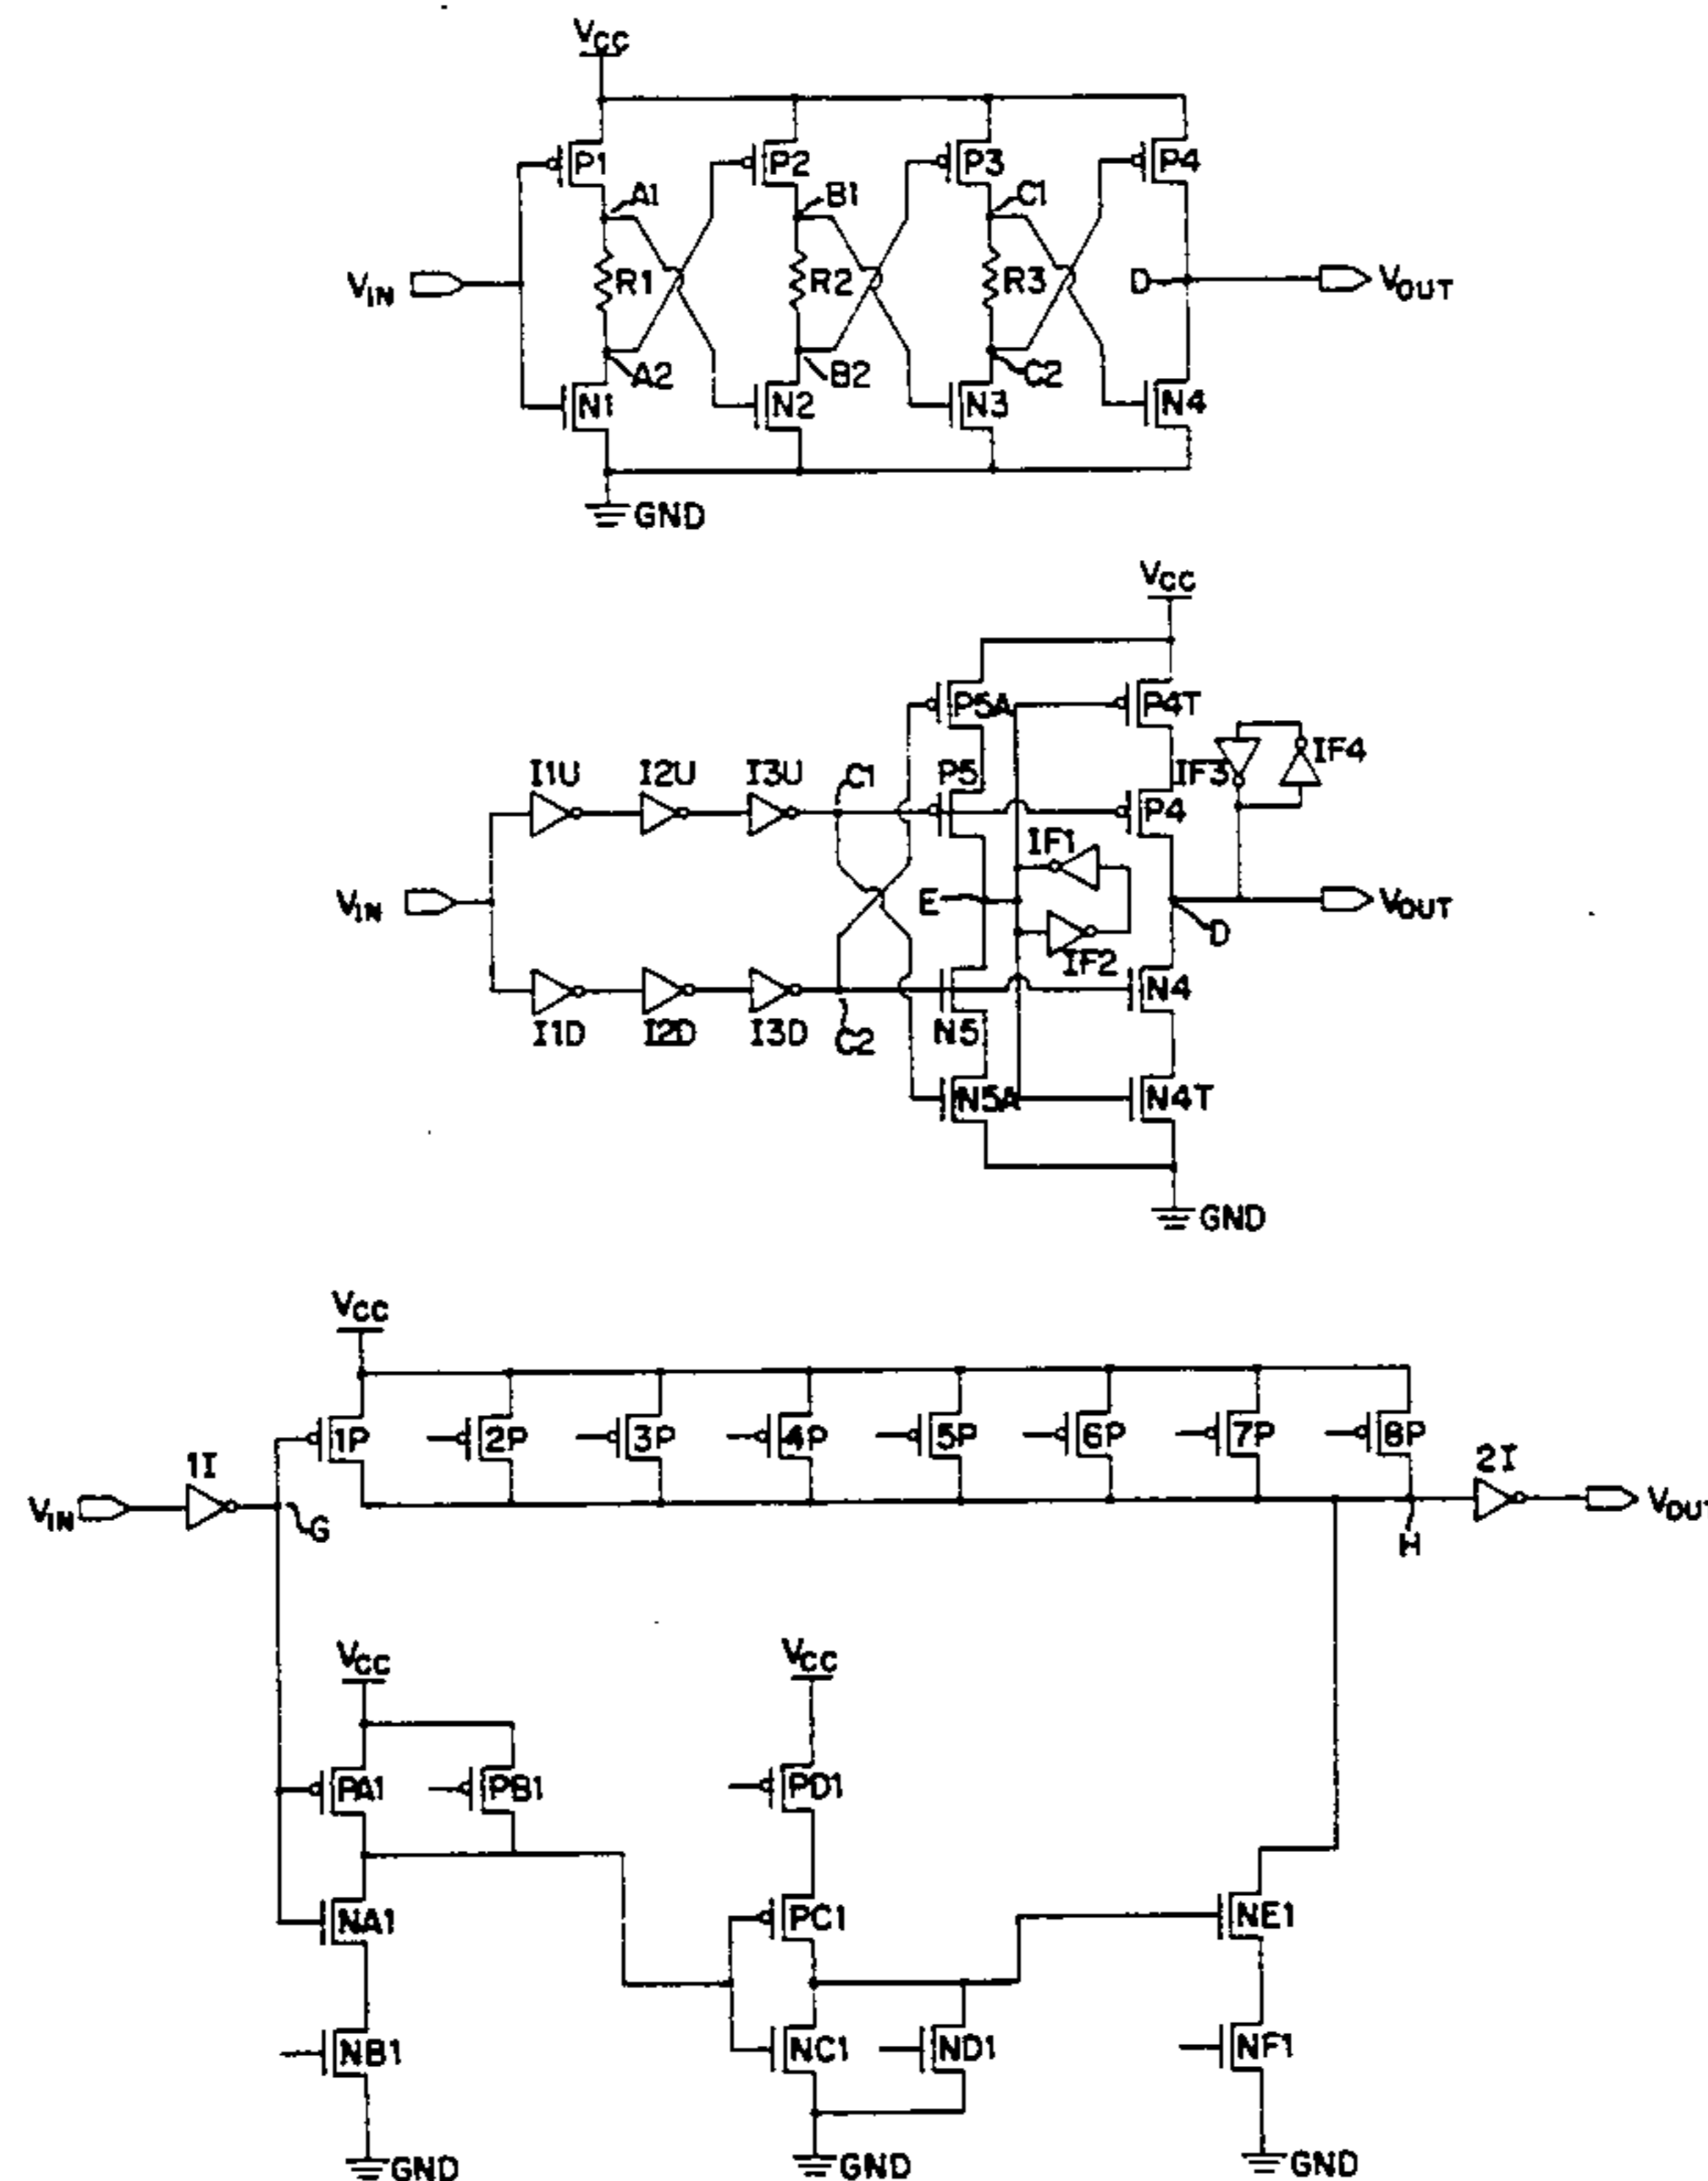 VCC
P1 P2 P3 P4
A1 B1 C1
VIN R1 R2 R3 D VOUT
A2 B2 C2
N1 N2 N3 N4
GND
VCC
P5A P4T
I1U I2U I3U C1 P5 IF3 IF4
P4
IF1
VIN E VOUT
D
IF2
N4
I1D I2D I3D C2 N5
N5A N4T
GND
VCC
1P 2P 3P 4P 5P 6P 7P 8P
1I 2I
VIN G VOUT
H
VCC VCC
PA1 PB1 PD1
NA1 PC1 NE1
NB1 NC1 ND1 NF1
GND GND GND